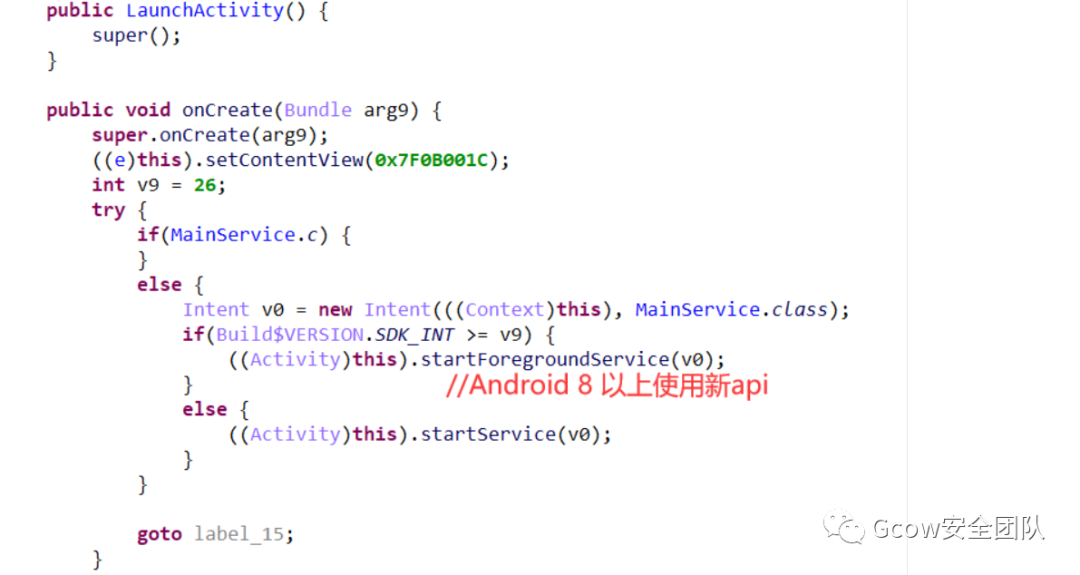 public LaunchActivity() {
super();
}
public void onCreate(Bundle arg9) {
super.onCreate(arg9);
((e)this).setContentView(0x7F0B001C);
int v9 = 26;
try {
if(MainService.c) {
}
else {
Intent v0 = new Intent(((Context)this), MainService.class);
if(Build$VERSION.SDK_INT >= v9) {
((Activity)this).startForegroundService(v0);
//Android 8 以上使用新api
}
else {
((Activity)this).startService(v0);
}
}
goto label_15;
}
Gcow安全团队